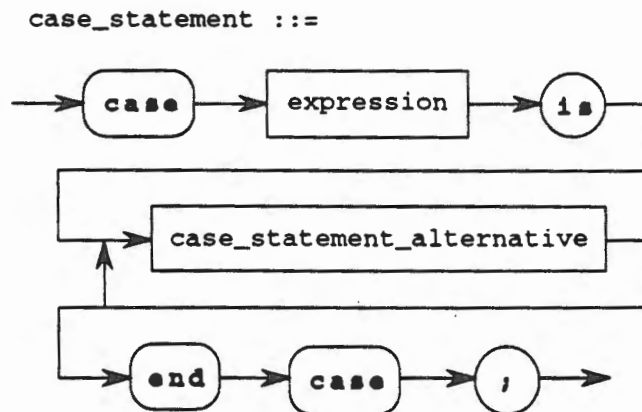 case_statement ::=
case expression is
case_statement_alternative
end case ;